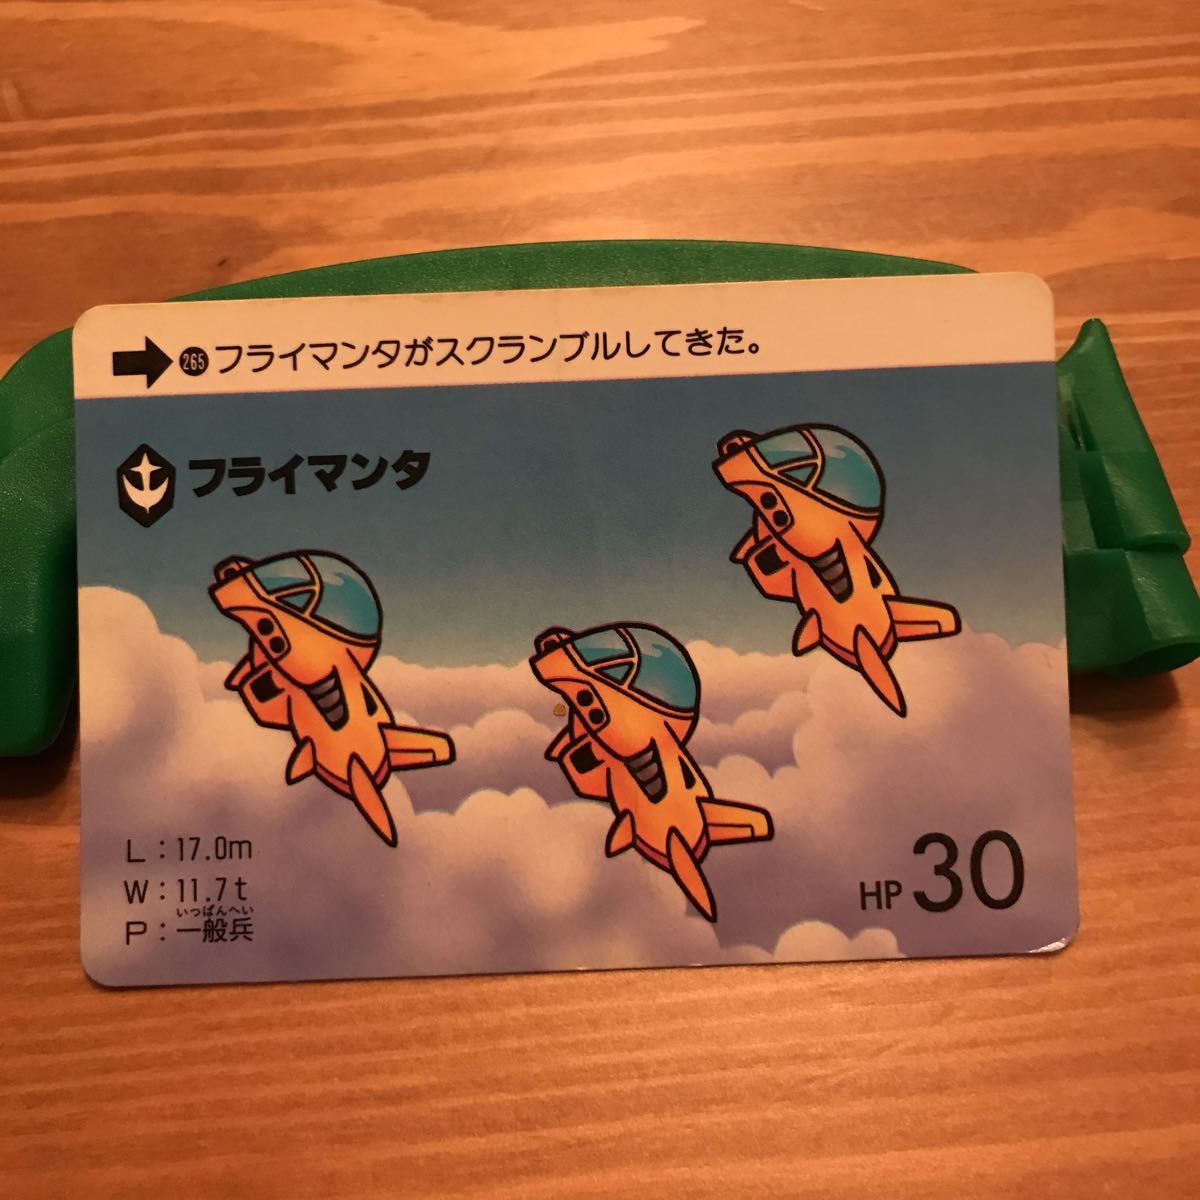 265 フライマンタがスクランブルしてきた。
フライマンタ
L：17.0m
W：11.7t
いっぱんへい
P：一般兵
HP 30